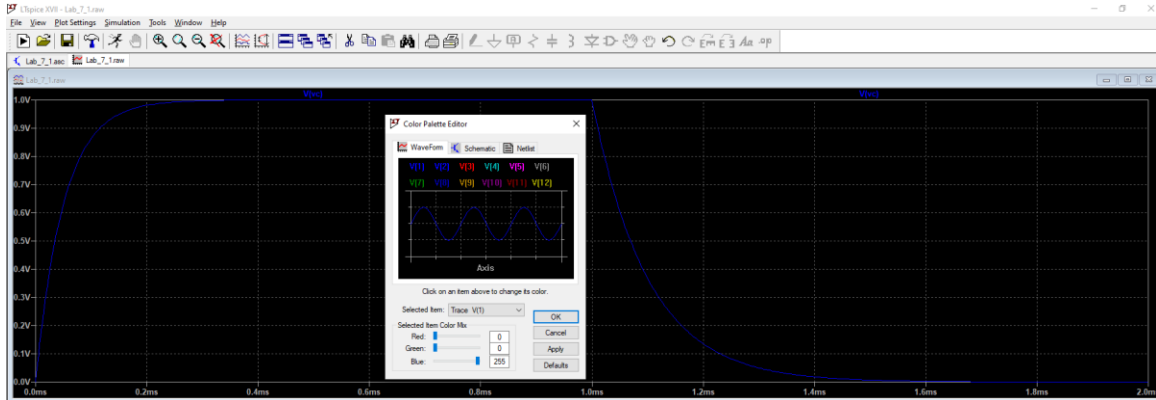 LTspice XVII - Lab_7_1.raw
File View Plot Settings Simulation Tools Window Help
Aa .op
Lab_7_1.asc Lab_7_1.raw
Lab_7_1.raw
V(vc) V(vc)
1.0V
0.9V
0.8V
0.7V
0.6V
0.5V
0.4V
0.3V
0.2V
0.1V
0.0V
0.0ms 0.2ms 0.4ms 0.6ms 0.8ms 1.0ms 1.2ms 1.4ms 1.6ms 1.8ms 2.0m
Color Palette Editor
WaveForm Schematic Netlist
V(1) V(2) V(3) V(4) V(5) V(6)
V(7) V(8) V(9) V(10) V(11) V(12)
Axis
Click on an item above to change its color.
Selected Item: Trace V(1)
OK
Selected Item Color Mix
Cancel
Red: 0
Green: 0
Apply
Blue: 255
Defaults